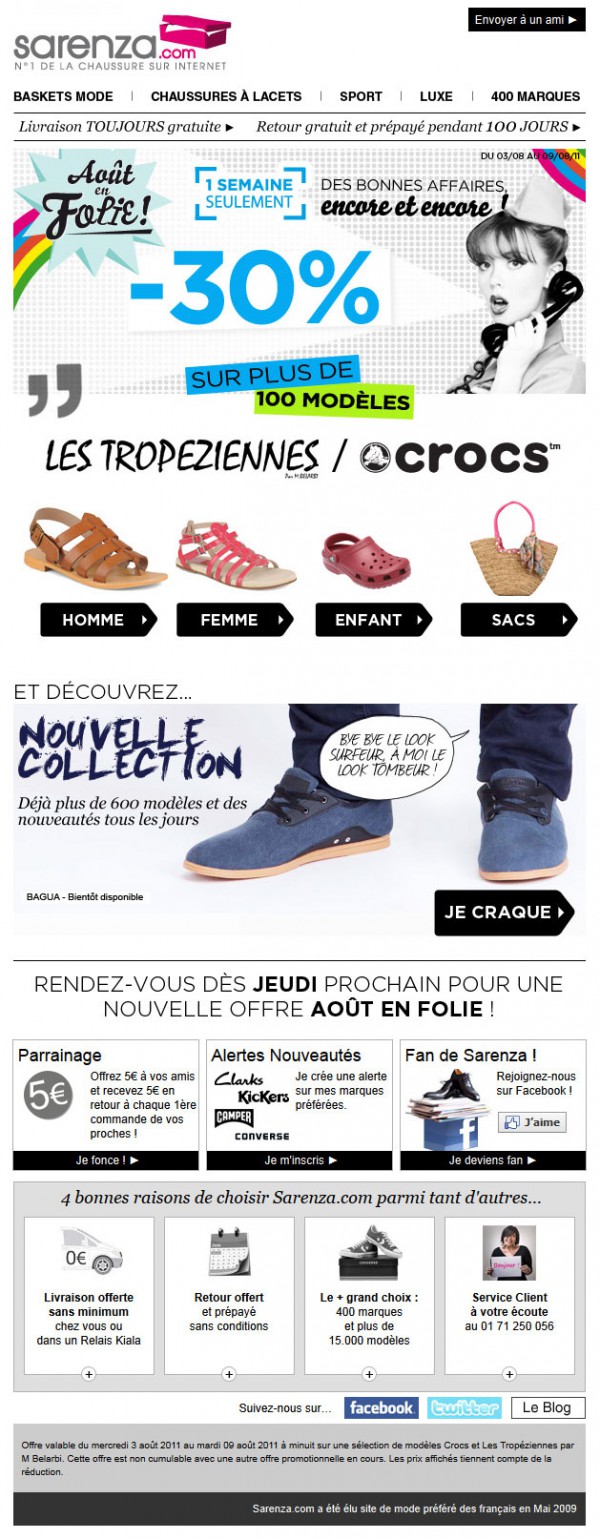 Envoyer à un ami ►
sarenza.com
N°1 DE LA CHAUSSURE SUR INTERNET
BASKETS MODE | CHAUSSURES À LACETS | SPORT | LUXE | 400 MARQUES
Livraison TOUJOURS gratuite ► Retour gratuit et prépayé pendant 100 JOURS ►
DU 03/08 AU 09/08/11
Août
en
Folie !
1 SEMAINE
SEULEMENT
DES BONNES AFFAIRES,
encore et encore !
-30%
SUR PLUS DE
100 MODÈLES
LES TROPEZIENNES / crocs™
Par M.BELARBI
HOMME
FEMME
ENFANT
SACS
ET DÉCOUVREZ...
NOUVELLE
COLLECTION
Déjà plus de 600 modèles et des
nouveautés tous les jours
BYE BYE LE LOOK
SURFEUR, À MOI LE
LOOK TOMBEUR !
BAGUA - Bientôt disponible
JE CRAQUE
RENDEZ-VOUS DÈS JEUDI PROCHAIN POUR UNE
NOUVELLE OFFRE AOÛT EN FOLIE !
Parrainage
5€
Offrez 5€ à vos amis
et recevez 5€ en
retour à chaque 1ère
commande de vos
proches !
Je fonce ! ►
Alertes Nouveautés
Clarks
KicKers
CAMPER
CONVERSE
Je crée une alerte
sur mes marques
préférées.
Je m'inscris ►
Fan de Sarenza !
f
Rejoignez-nous
sur Facebook !
J'aime
Je deviens fan ►
4 bonnes raisons de choisir Sarenza.com parmi tant d'autres...
0€
Livraison offerte
sans minimum
chez vous ou
dans un Relais Kiala
+
Retour offert
et prépayé
sans conditions
+
Le + grand choix :
400 marques
et plus de
15.000 modèles
+
Bonjour !
Service Client
à votre écoute
au 01 71 250 056
+
Suivez-nous sur... facebook twitter Le Blog
Offre valable du mercredi 3 août 2011 au mardi 09 août 2011 à minuit sur une sélection de modèles Crocs et Les Tropéziennes par
M Belarbi. Cette offre est non cumulable avec une autre offre promotionnelle en cours. Les prix affichés tiennent compte de la
réduction.
Sarenza.com a été élu site de mode préféré des français en Mai 2009